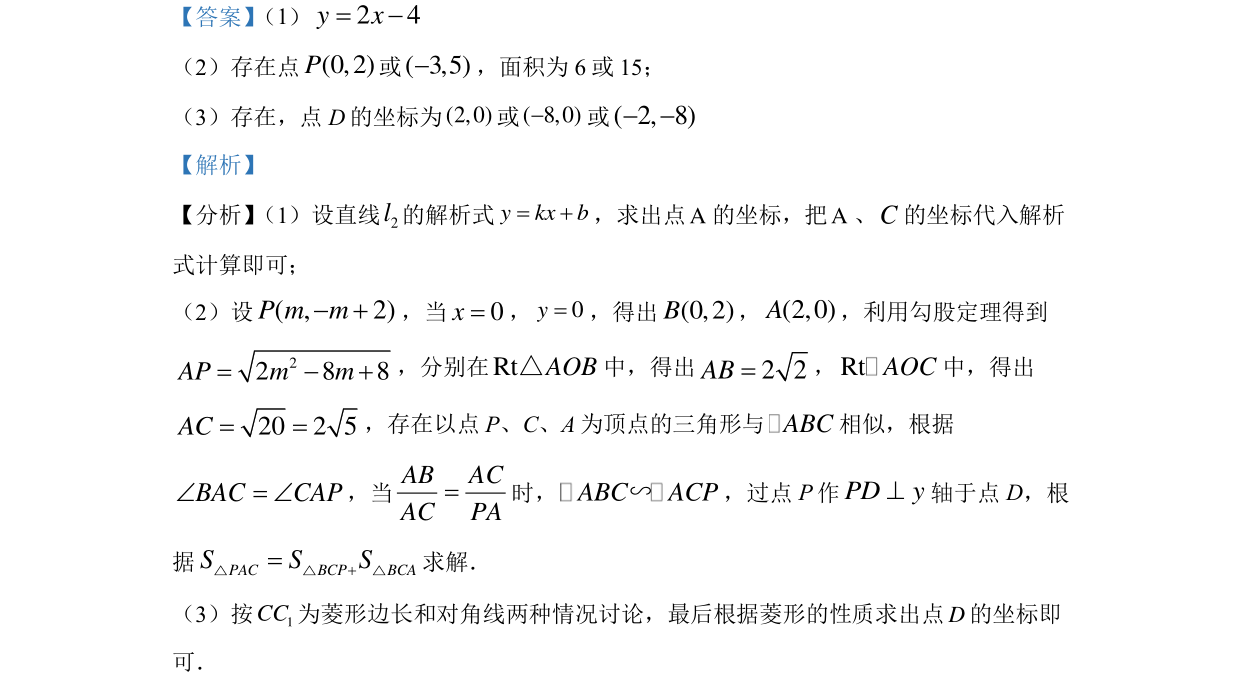 【答案】（1） y = 2x − 4
（2）存在点 P(0, 2) 或 (−3,5) ，面积为 6 或 15；
（3）存在，点 D 的坐标为 (2,0) 或 (−8,0) 或 (−2, −8)
【解析】
【分析】（1）设直线 l₂ 的解析式 y = kx + b ，求出点 A 的坐标，把 A 、 C 的坐标代入解析
式计算即可；
（2）设 P(m, −m + 2) ，当 x = 0 ， y = 0 ，得出 B(0, 2) ， A(2, 0) ，利用勾股定理得到
AP = √(2m² − 8m + 8) ，分别在 Rt△AOB 中，得出 AB = 2√2 ， Rt□ AOC 中，得出
AC = √20 = 2√5 ，存在以点 P、C、A 为顶点的三角形与 □ABC 相似，根据
∠BAC = ∠CAP ，当 AB/AC = AC/PA 时， □ ABC∽□ ACP ，过点 P 作 PD ⊥ y 轴于点 D，根
据 S△PAC = S△BCP+ S△BCA 求解．
（3）按 CC₁ 为菱形边长和对角线两种情况讨论，最后根据菱形的性质求出点 D 的坐标即
可．